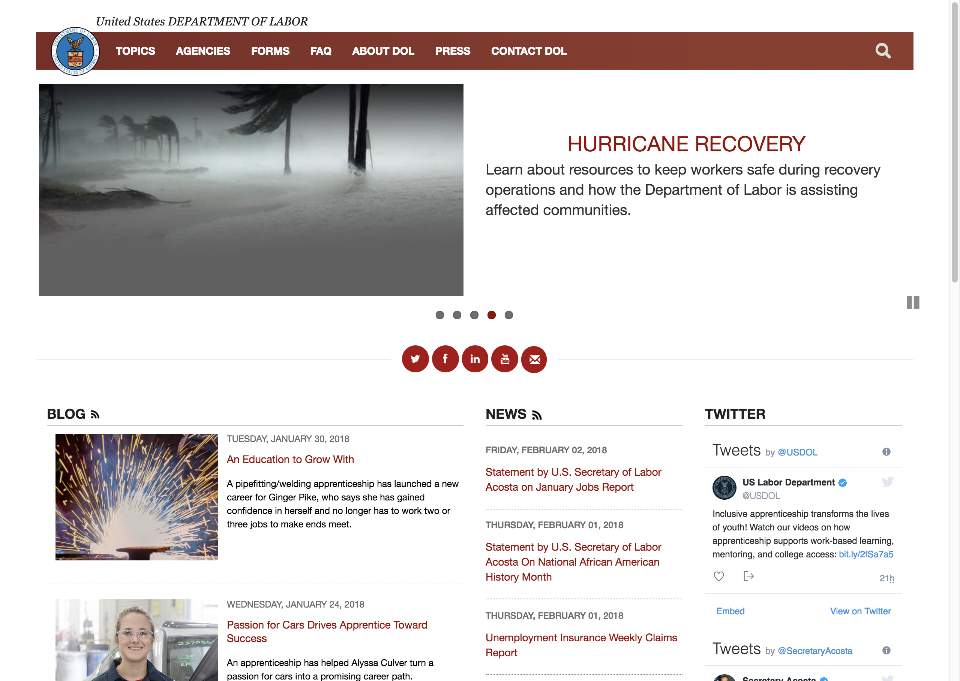 United States DEPARTMENT OF LABOR
TOPICS AGENCIES FORMS FAQ ABOUT DOL PRESS CONTACT DOL
HURRICANE RECOVERY
Learn about resources to keep workers safe during recovery
operations and how the Department of Labor is assisting
affected communities.
BLOG
TUESDAY, JANUARY 30, 2018
An Education to Grow With
A pipefitting/welding apprenticeship has launched a new
career for Ginger Pike, who says she has gained
confidence in herself and no longer has to work two or
three jobs to make ends meet.
WEDNESDAY, JANUARY 24, 2018
Passion for Cars Drives Apprentice Toward
Success
An apprenticeship has helped Alyssa Culver turn a
passion for cars into a promising career path.
NEWS
FRIDAY, FEBRUARY 02, 2018
Statement by U.S. Secretary of Labor
Acosta on January Jobs Report
THURSDAY, FEBRUARY 01, 2018
Statement by U.S. Secretary of Labor
Acosta On National African American
History Month
THURSDAY, FEBRUARY 01, 2018
Unemployment Insurance Weekly Claims
Report
TWITTER
Tweets by @USDOL
US Labor Department
@USDOL
Inclusive apprenticeship transforms the lives
of youth! Watch our videos on how
apprenticeship supports work-based learning,
mentoring, and college access: bit.ly/2fSa7a5
21h
Embed View on Twitter
Tweets by @SecretaryAcosta
Secretary Acosta